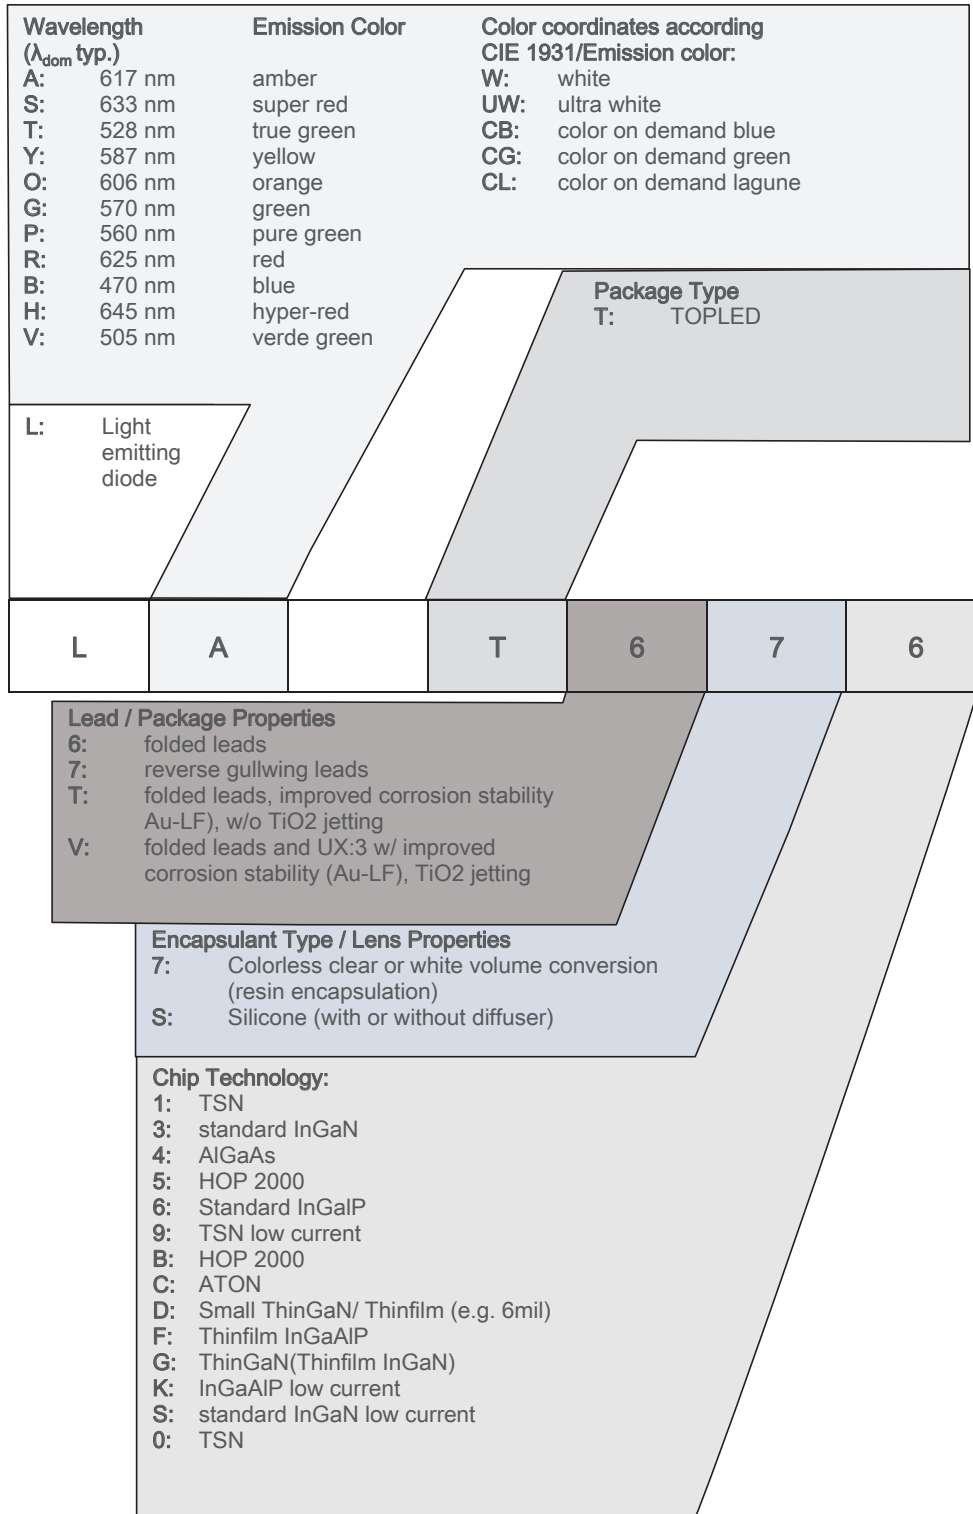 Wavelength Emission Color Color coordinates according
(λdom typ.) CIE 1931/Emission color:
A: 617 nm amber W: white
S: 633 nm super red UW: ultra white
T: 528 nm true green CB: color on demand blue
Y: 587 nm yellow CG: color on demand green
O: 606 nm orange CL: color on demand lagune
G: 570 nm green
P: 560 nm pure green
R: 625 nm red
B: 470 nm blue
H: 645 nm hyper-red
V: 505 nm verde green
Package Type
T: TOPLED
L: Light
emitting
diode
L A T 6 7 6
Lead / Package Properties
6: folded leads
7: reverse gullwing leads
T: folded leads, improved corrosion stability
Au-LF), w/o TiO2 jetting
V: folded leads and UX:3 w/ improved
corrosion stability (Au-LF), TiO2 jetting
Encapsulant Type / Lens Properties
7: Colorless clear or white volume conversion
(resin encapsulation)
S: Silicone (with or without diffuser)
Chip Technology:
1: TSN
3: standard InGaN
4: AlGaAs
5: HOP 2000
6: Standard InGalP
9: TSN low current
B: HOP 2000
C: ATON
D: Small ThinGaN/ Thinfilm (e.g. 6mil)
F: Thinfilm InGaAlP
G: ThinGaN(Thinfilm InGaN)
K: InGaAlP low current
S: standard InGaN low current
0: TSN